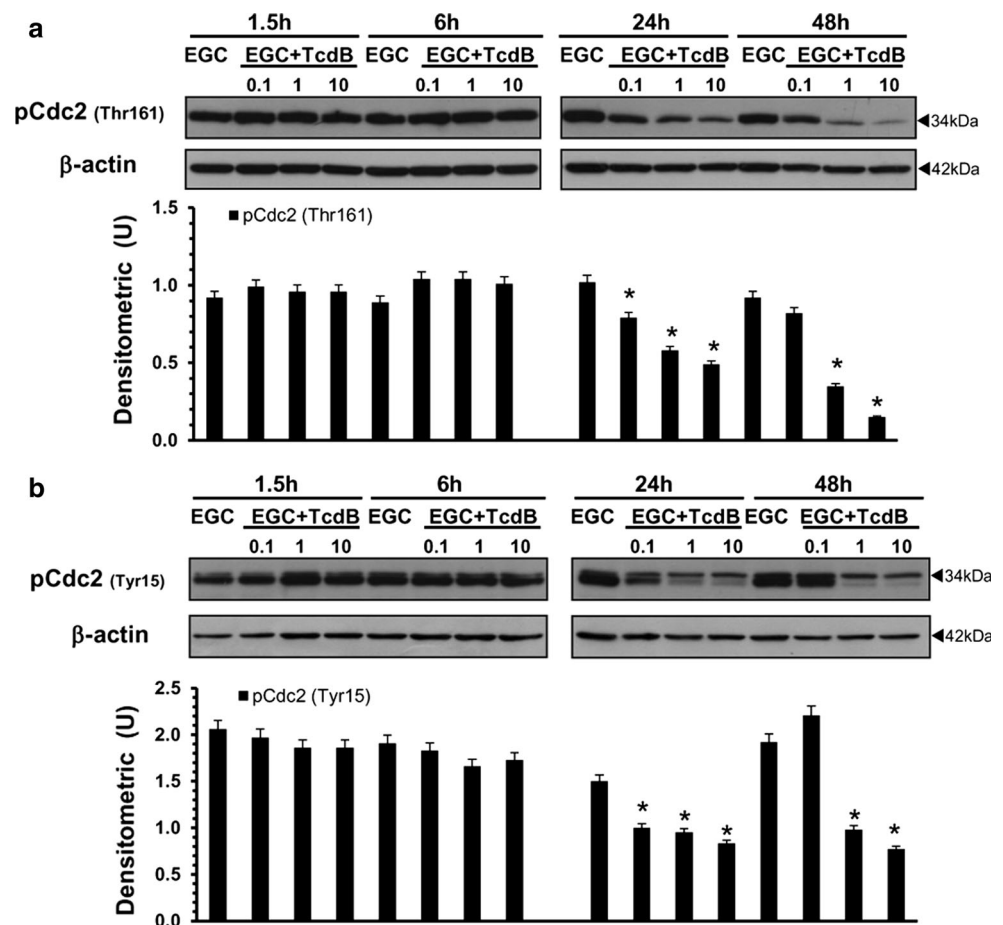 a
1.5h 6h 24h 48h
EGC EGC+TcdB EGC EGC+TcdB EGC EGC+TcdB EGC EGC+TcdB
0.1 1 10 0.1 1 10 0.1 1 10 0.1 1 10
pCdc2 (Thr161) ◄34kDa
β-actin ◄42kDa
1.5
■ pCdc2 (Thr161)
Densitometric (U)
1.0
* * * * *
0.5
0.0
b
1.5h 6h 24h 48h
EGC EGC+TcdB EGC EGC+TcdB EGC EGC+TcdB EGC EGC+TcdB
0.1 1 10 0.1 1 10 0.1 1 10 0.1 1 10
pCdc2 (Tyr15) ◄34kDa
β-actin ◄42kDa
2.5
■ pCdc2 (Tyr15)
Densitometric (U)
2.0
1.5
* * * * *
1.0
0.5
0.0